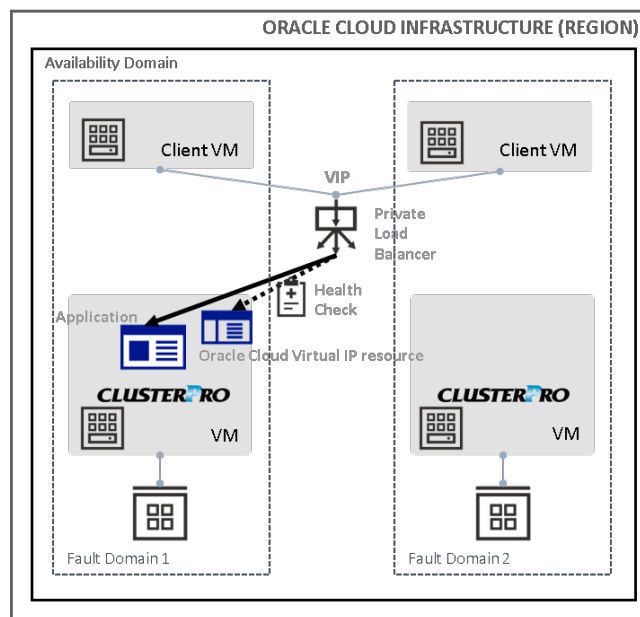 ORACLE CLOUD INFRASTRUCTURE (REGION)
Availability Domain
Client VM
Client VM
VIP
Private
Load
Balancer
Health
Check
Application
Oracle Cloud Virtual IP resource
CLUSTERPRO
CLUSTERPRO
VM
VM
Fault Domain 1
Fault Domain 2